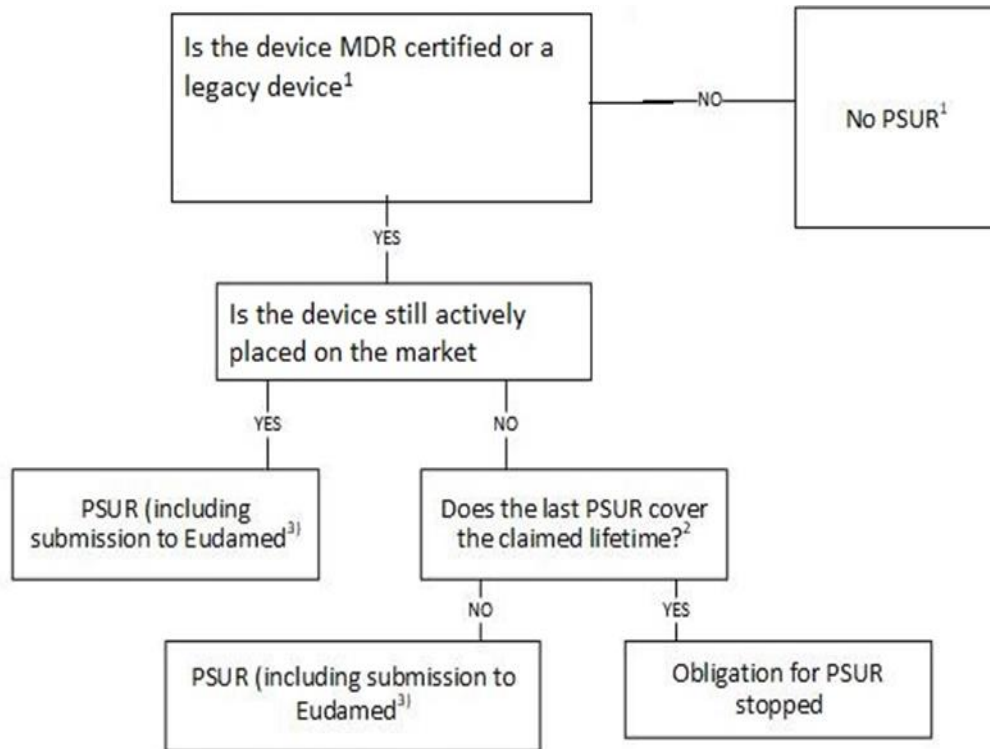 Is the device MDR certified or a
legacy device¹
NO
No PSUR¹
YES
Is the device still actively
placed on the market
YES
NO
PSUR (including
submission to Eudamed³⁾
Does the last PSUR cover
the claimed lifetime?²
NO
YES
PSUR (including submission to
Eudamed³⁾
Obligation for PSUR
stopped